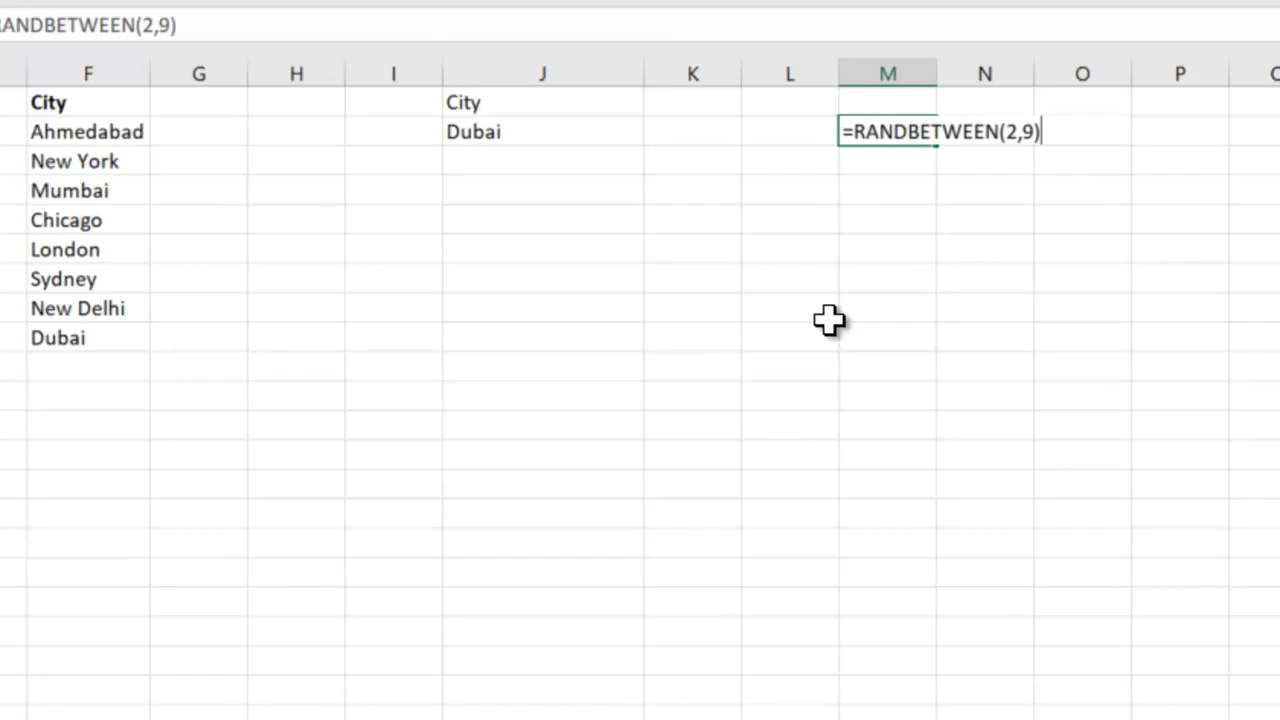 RANDBETWEEN(2,9)
F G H I J K L M N O P
City City
Ahmedabad Dubai =RANDBETWEEN(2,9)
New York
Mumbai
Chicago
London
Sydney
New Delhi
Dubai